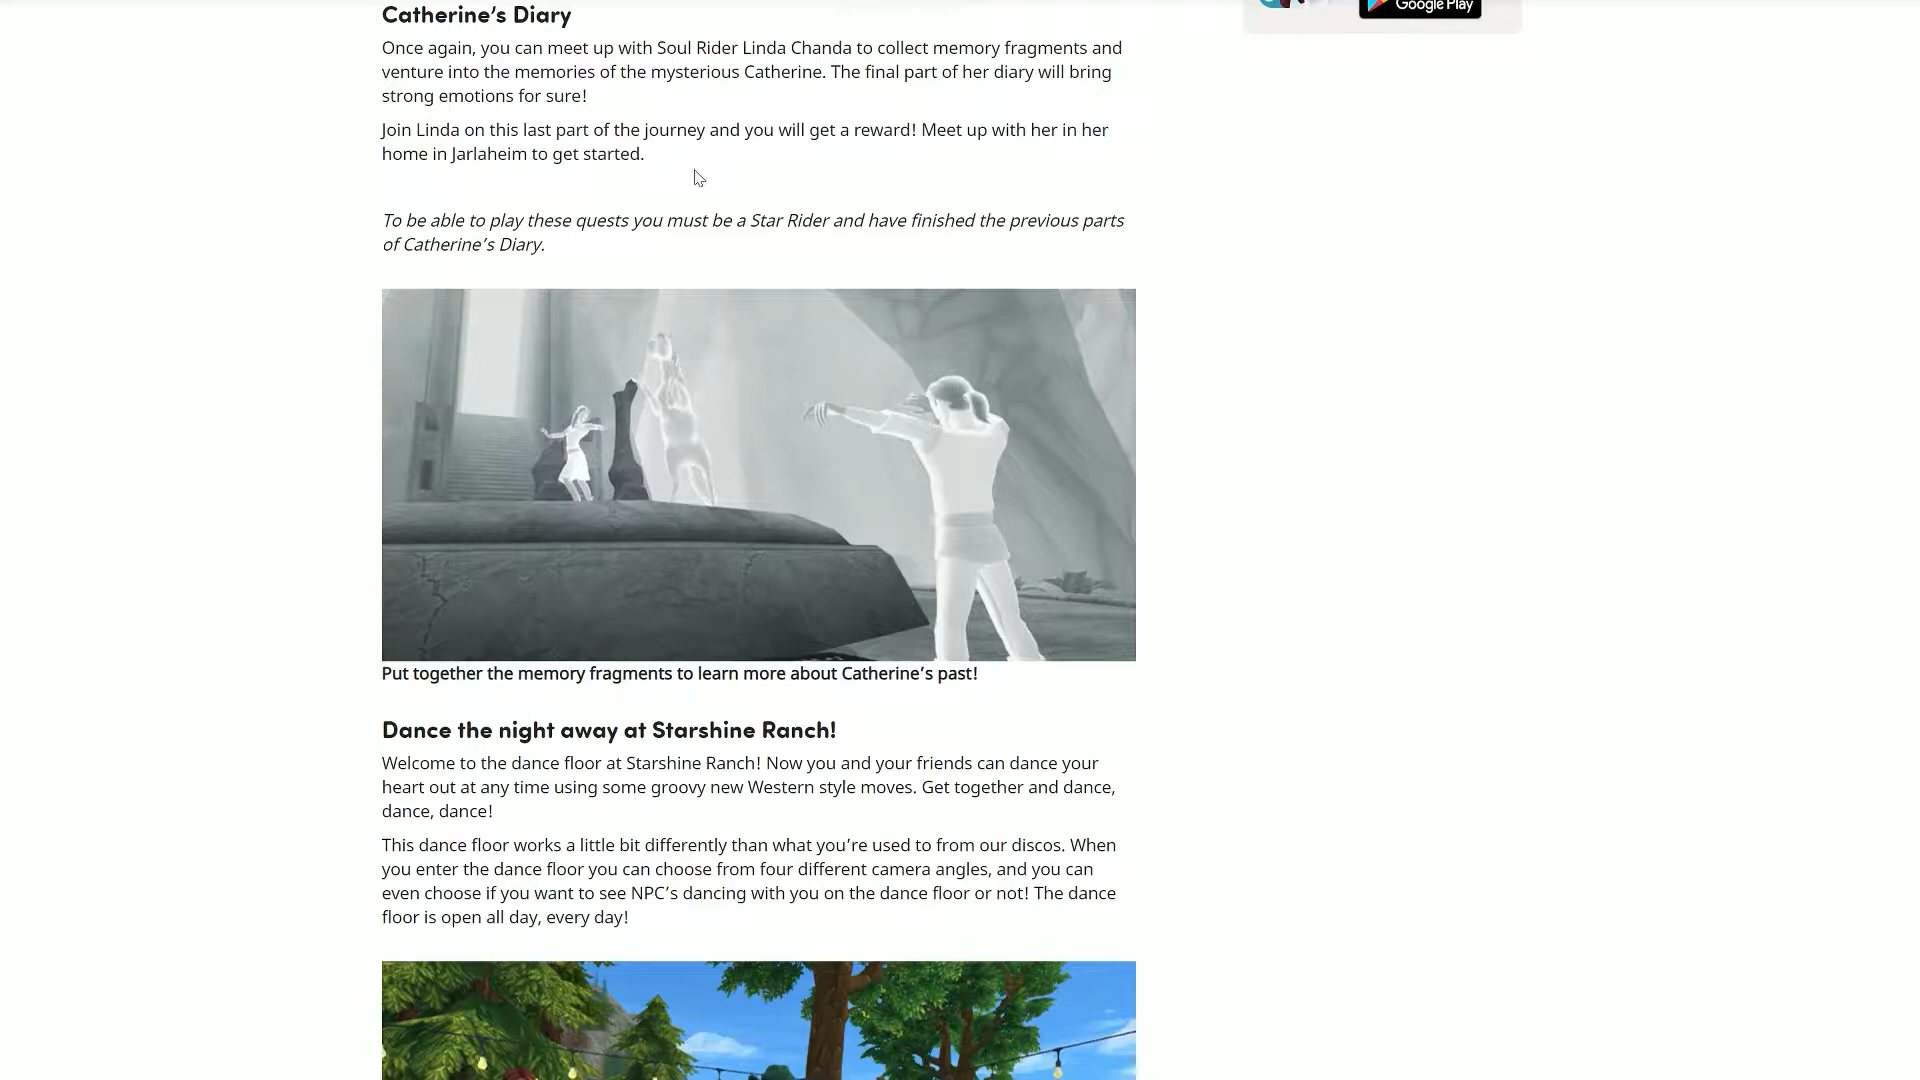 Google Play
Catherine’s Diary
Once again, you can meet up with Soul Rider Linda Chanda to collect memory fragments and
venture into the memories of the mysterious Catherine. The final part of her diary will bring
strong emotions for sure!
Join Linda on this last part of the journey and you will get a reward! Meet up with her in her
home in Jarlaheim to get started.
To be able to play these quests you must be a Star Rider and have finished the previous parts
of Catherine’s Diary.
Put together the memory fragments to learn more about Catherine’s past!
Dance the night away at Starshine Ranch!
Welcome to the dance floor at Starshine Ranch! Now you and your friends can dance your
heart out at any time using some groovy new Western style moves. Get together and dance,
dance, dance!
This dance floor works a little bit differently than what you’re used to from our discos. When
you enter the dance floor you can choose from four different camera angles, and you can
even choose if you want to see NPC’s dancing with you on the dance floor or not! The dance
floor is open all day, every day!